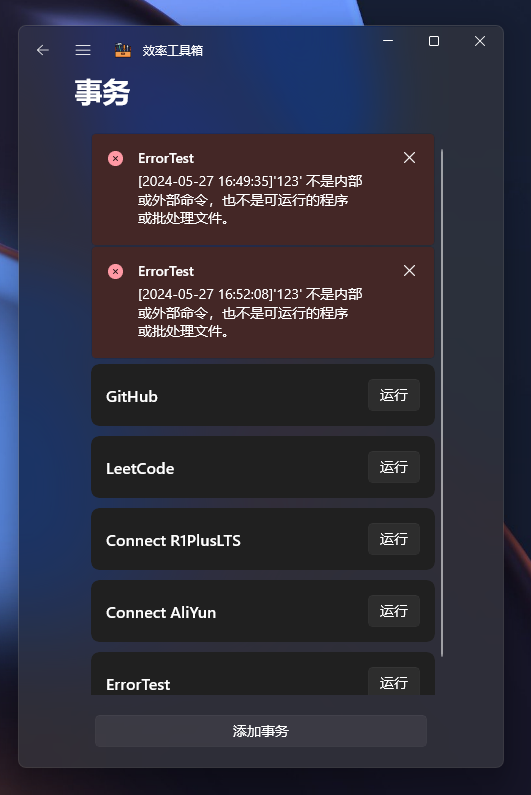 效率工具箱
事务
ErrorTest
[2024-05-27 16:49:35]'123' 不是内部
或外部命令，也不是可运行的程序
或批处理文件。
ErrorTest
[2024-05-27 16:52:08]'123' 不是内部
或外部命令，也不是可运行的程序
或批处理文件。
GitHub 运行
LeetCode 运行
Connect R1PlusLTS 运行
Connect AliYun 运行
ErrorTest 运行
添加事务